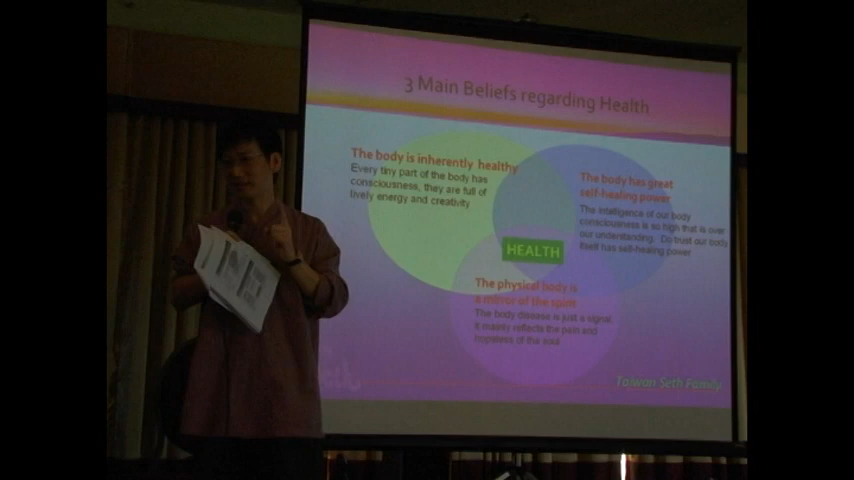 3 Main Beliefs regarding Health
The body is inherently healthy
Every tiny part of the body has
consciousness, they are full of
lively energy and creativity
The body has great
self-healing power
The intelligence of our body
consciousness is so high that is over
our understanding. Do trust our body
itself has self-healing power
HEALTH
The physical body is
a mirror of the spirit
The body disease is just a signal
it mainly reflects the pain and
hopeless of the soul
Taiwan Seth Family